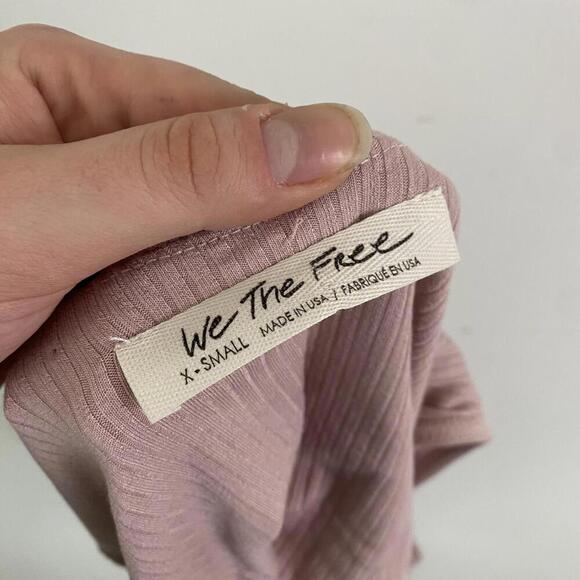 We The Free
X-SMALL MADE IN USA / FABRIQUÉ EN USA